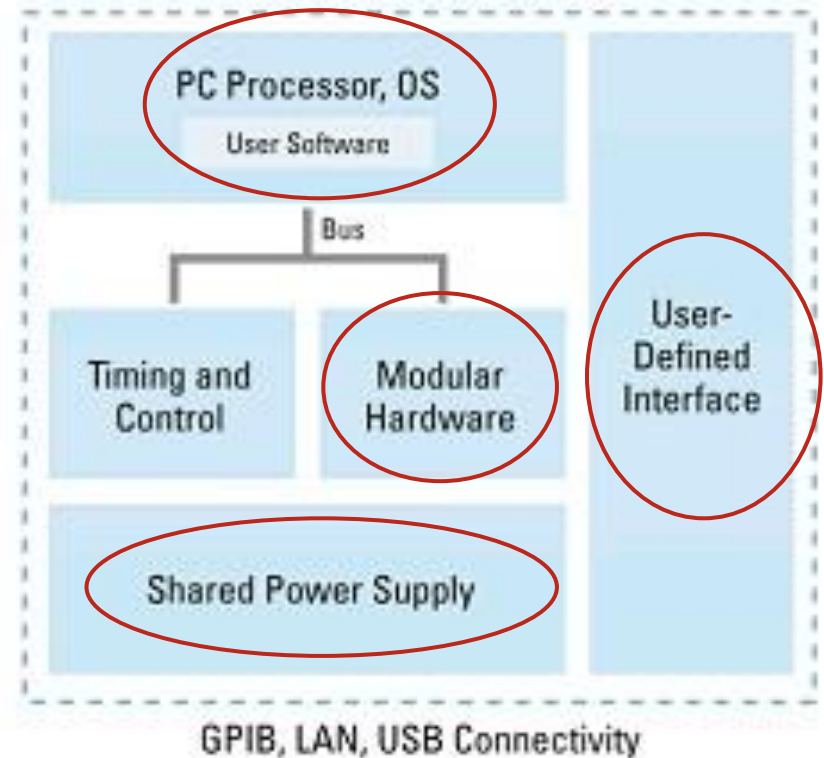 PC Processor, OS
User Software
Bus
Timing and
Control
Modular
Hardware
User-
Defined
Interface
Shared Power Supply
GPIB, LAN, USB Connectivity